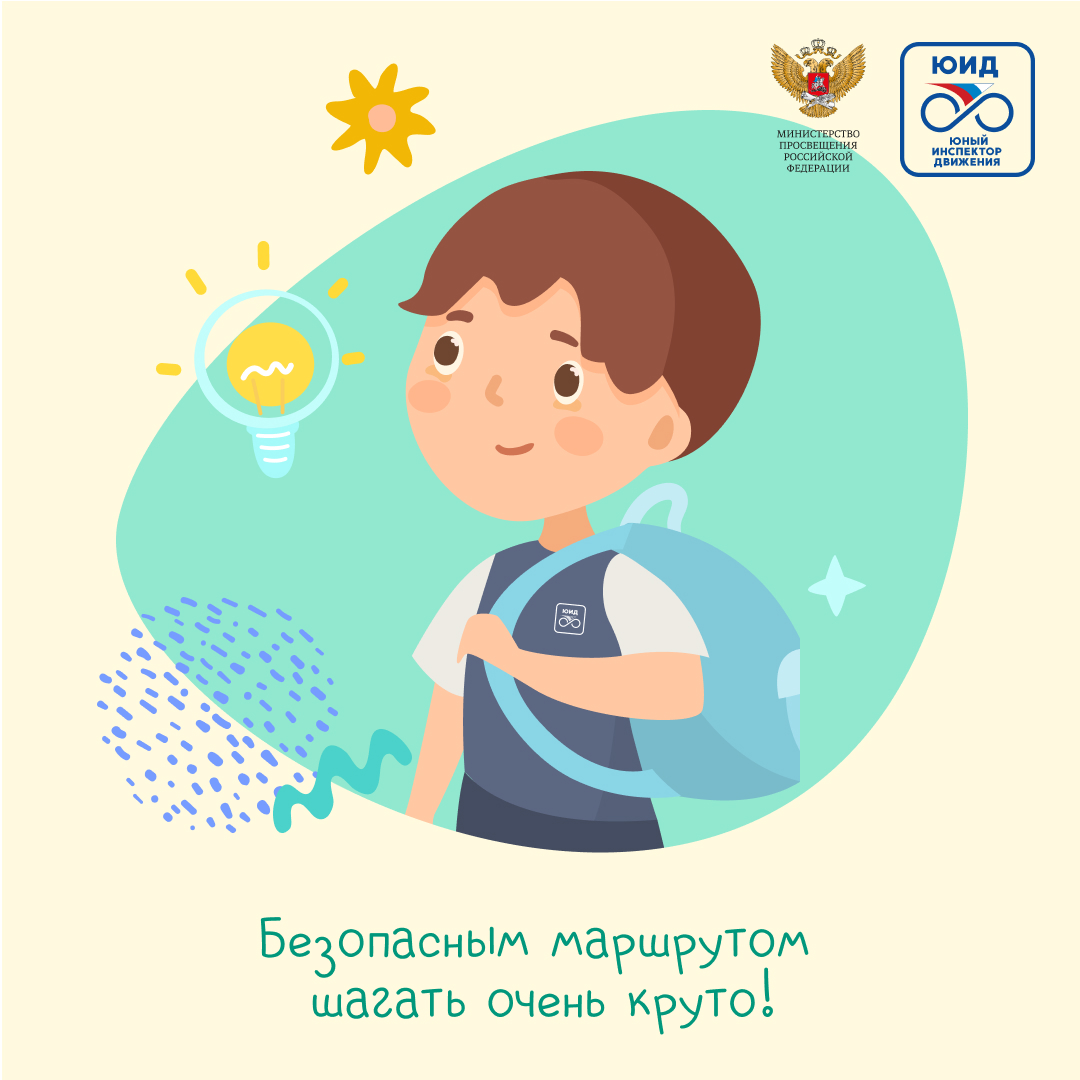 МИНИСТЕРСТВО
ПРОСВЕЩЕНИЯ
РОССИЙСКОЙ
ФЕДЕРАЦИИ
ЮИД
ЮНЫЙ
ИНСПЕКТОР
ДВИЖЕНИЯ
ЮИД
Безопасным маршрутом
шагать очень круто!